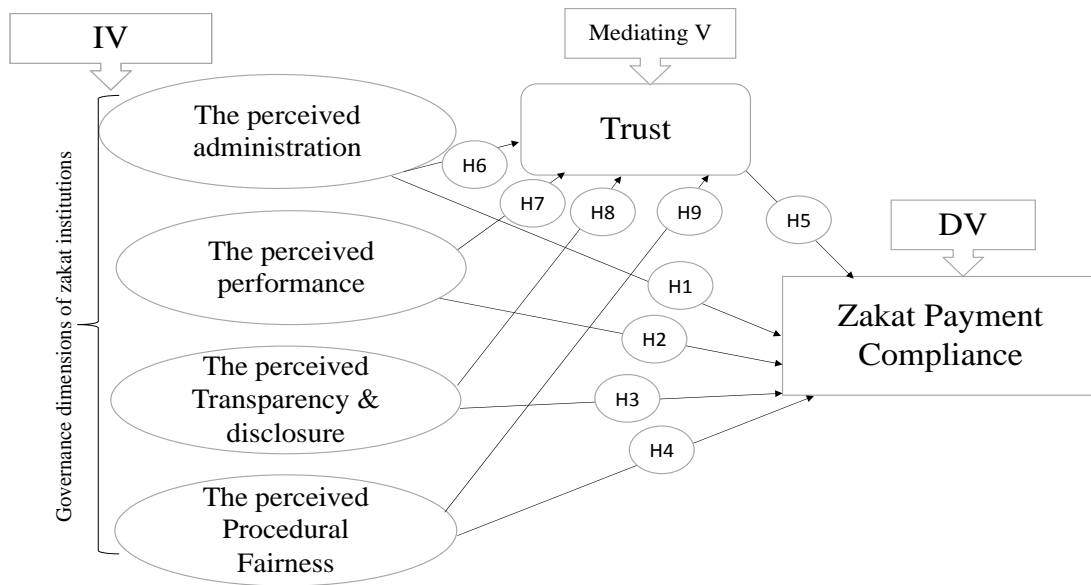 IV
Mediating V
The perceived
administration
Trust
H6
H7
H8
H9
H5
DV
The perceived
performance
H1
Zakat Payment
Compliance
H2
Governance dimensions of zakat institutions
The perceived
Transparency &
disclosure
H3
H4
The perceived
Procedural
Fairness